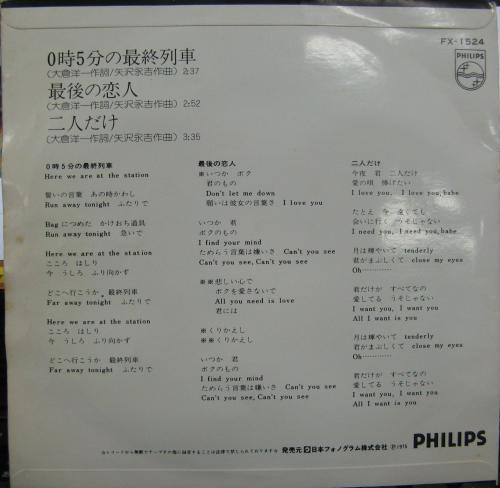 FX-1524
PHILIPS
0時5分の最終列車
(大倉洋一作詞/矢沢永吉作曲) 2:37
最後の恋人
(大倉洋一作詞/矢沢永吉作曲) 2:52
二人だけ
(大倉洋一作詞/矢沢永吉作曲) 3:35
0時5分の最終列車
Here we are at the station
誓いの言葉 あの時かわし
Run away tonight ふたりで
Bag につめた かけおち道具
Run away tonight 急いで
Here we are at the station
こころ はしり
今 うしろ ふり向かず
どこへ行こうか 最終列車
Far away tonight ふたりで
Here we are at the station
こころ はしり
今 うしろ ふり向かず
どこへ行こうか 最終列車
Far away tonight ふたりで
最後の恋人
※いつか ボク
君のもの
Don't let me down
願いは彼女の言葉さ I love you
いつか 君
ボクのもの
I find your mind
ためらう言葉は嫌いさ Can't you see
Can't you see, Can't you see
※※悲しい心で
ボクを愛さないで
All you need is love
君には
※くりかえし
※※くりかえし
いつか 君
ボクのもの
I find your mind
ためらう言葉は嫌いさ Can't you see
Can't you see, Can't you see
二人だけ
今夜 君 二人だけ
愛の唄 捧げたい
I love you, I love you, babe
たとえ 今 遠くても
会いに行く うそじゃない
I need you, I need you, babe
月は輝やいて tenderly
君がまぶしくて close my eyes
Oh…………
君だけが すべてなの
愛してる うそじゃない
I want you, I want you
All I want is you
月は輝やいて tenderly
君がまぶしくて close my eyes
Oh…………
君だけが すべてなの
愛してる うそじゃない
I want you, I want you
All I want is you
発売元 日本フォノグラム株式会社 Ⓟ1975
PHILIPS